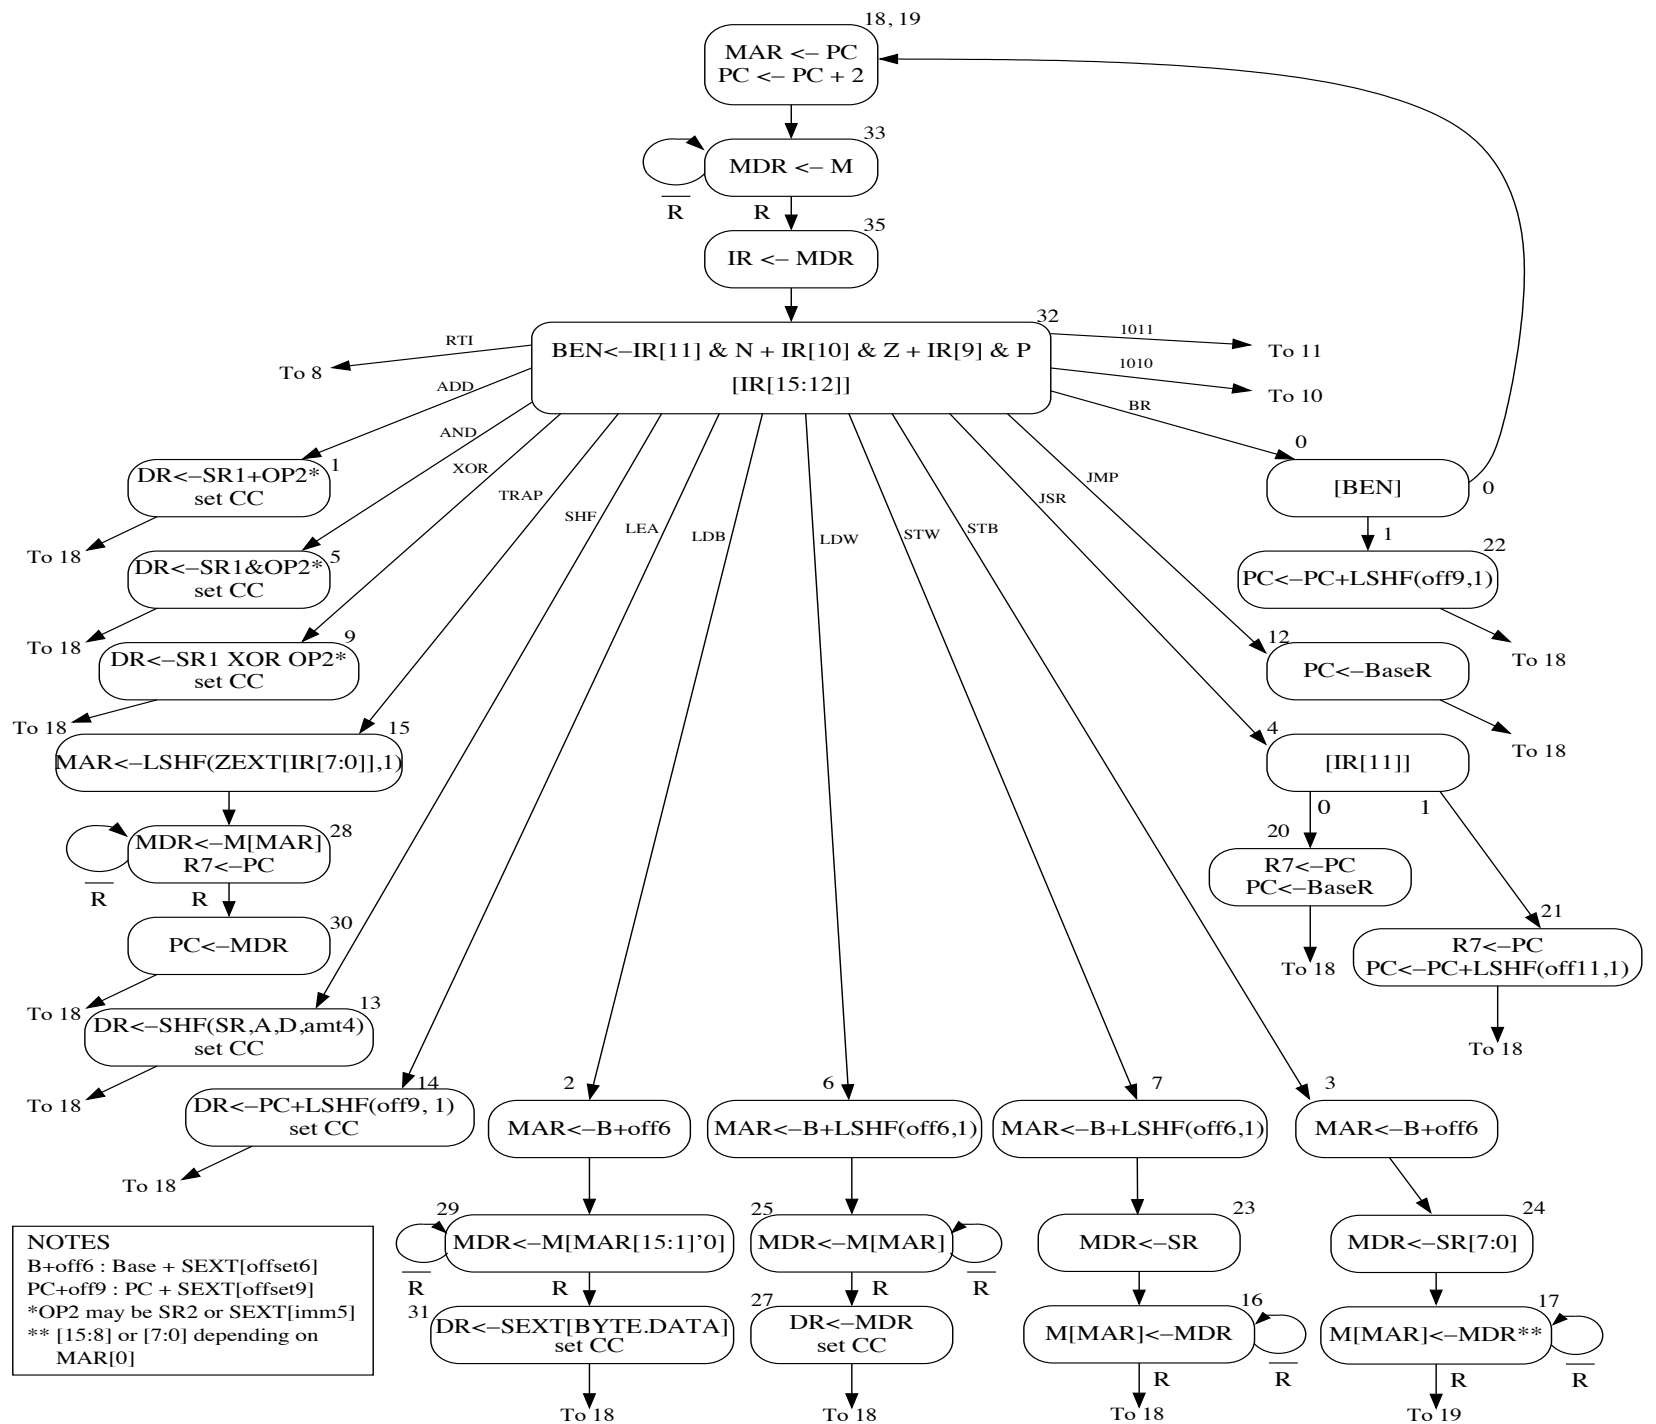 18, 19
MAR <– PC
PC <– PC + 2
33
MDR <– M
R
R
35
IR <– MDR
32
BEN<–IR[11] & N + IR[10] & Z + IR[9] & P
[IR[15:12]]
RTI
To 8
1011
To 11
1010
To 10
ADD
AND
XOR
TRAP
SHF
LEA
LDB
LDW
STW
STB
JSR
JMP
BR
1
DR<–SR1+OP2*
set CC
To 18
5
DR<–SR1&OP2*
set CC
To 18
9
DR<–SR1 XOR OP2*
set CC
To 18
15
MAR<–LSHF(ZEXT[IR[7:0]],1)
28
MDR<–M[MAR]
R7<–PC
R
R
30
PC<–MDR
To 18
13
DR<–SHF(SR,A,D,amt4)
set CC
To 18
14
DR<–PC+LSHF(off9, 1)
set CC
To 18
0
[BEN]
0
1
22
PC<–PC+LSHF(off9,1)
To 18
12
PC<–BaseR
To 18
4
[IR[11]]
0
1
20
R7<–PC
PC<–BaseR
To 18
21
R7<–PC
PC<–PC+LSHF(off11,1)
To 18
2
MAR<–B+off6
29
MDR<–M[MAR[15:1]’0]
R
R
31
DR<–SEXT[BYTE.DATA]
set CC
To 18
6
MAR<–B+LSHF(off6,1)
25
MDR<–M[MAR]
R
R
27
DR<–MDR
set CC
To 18
7
MAR<–B+LSHF(off6,1)
23
MDR<–SR
16
M[MAR]<–MDR
R
R
To 18
3
MAR<–B+off6
24
MDR<–SR[7:0]
17
M[MAR]<–MDR**
R
R
To 19
NOTES
B+off6 : Base + SEXT[offset6]
PC+off9 : PC + SEXT[offset9]
*OP2 may be SR2 or SEXT[imm5]
** [15:8] or [7:0] depending on
MAR[0]